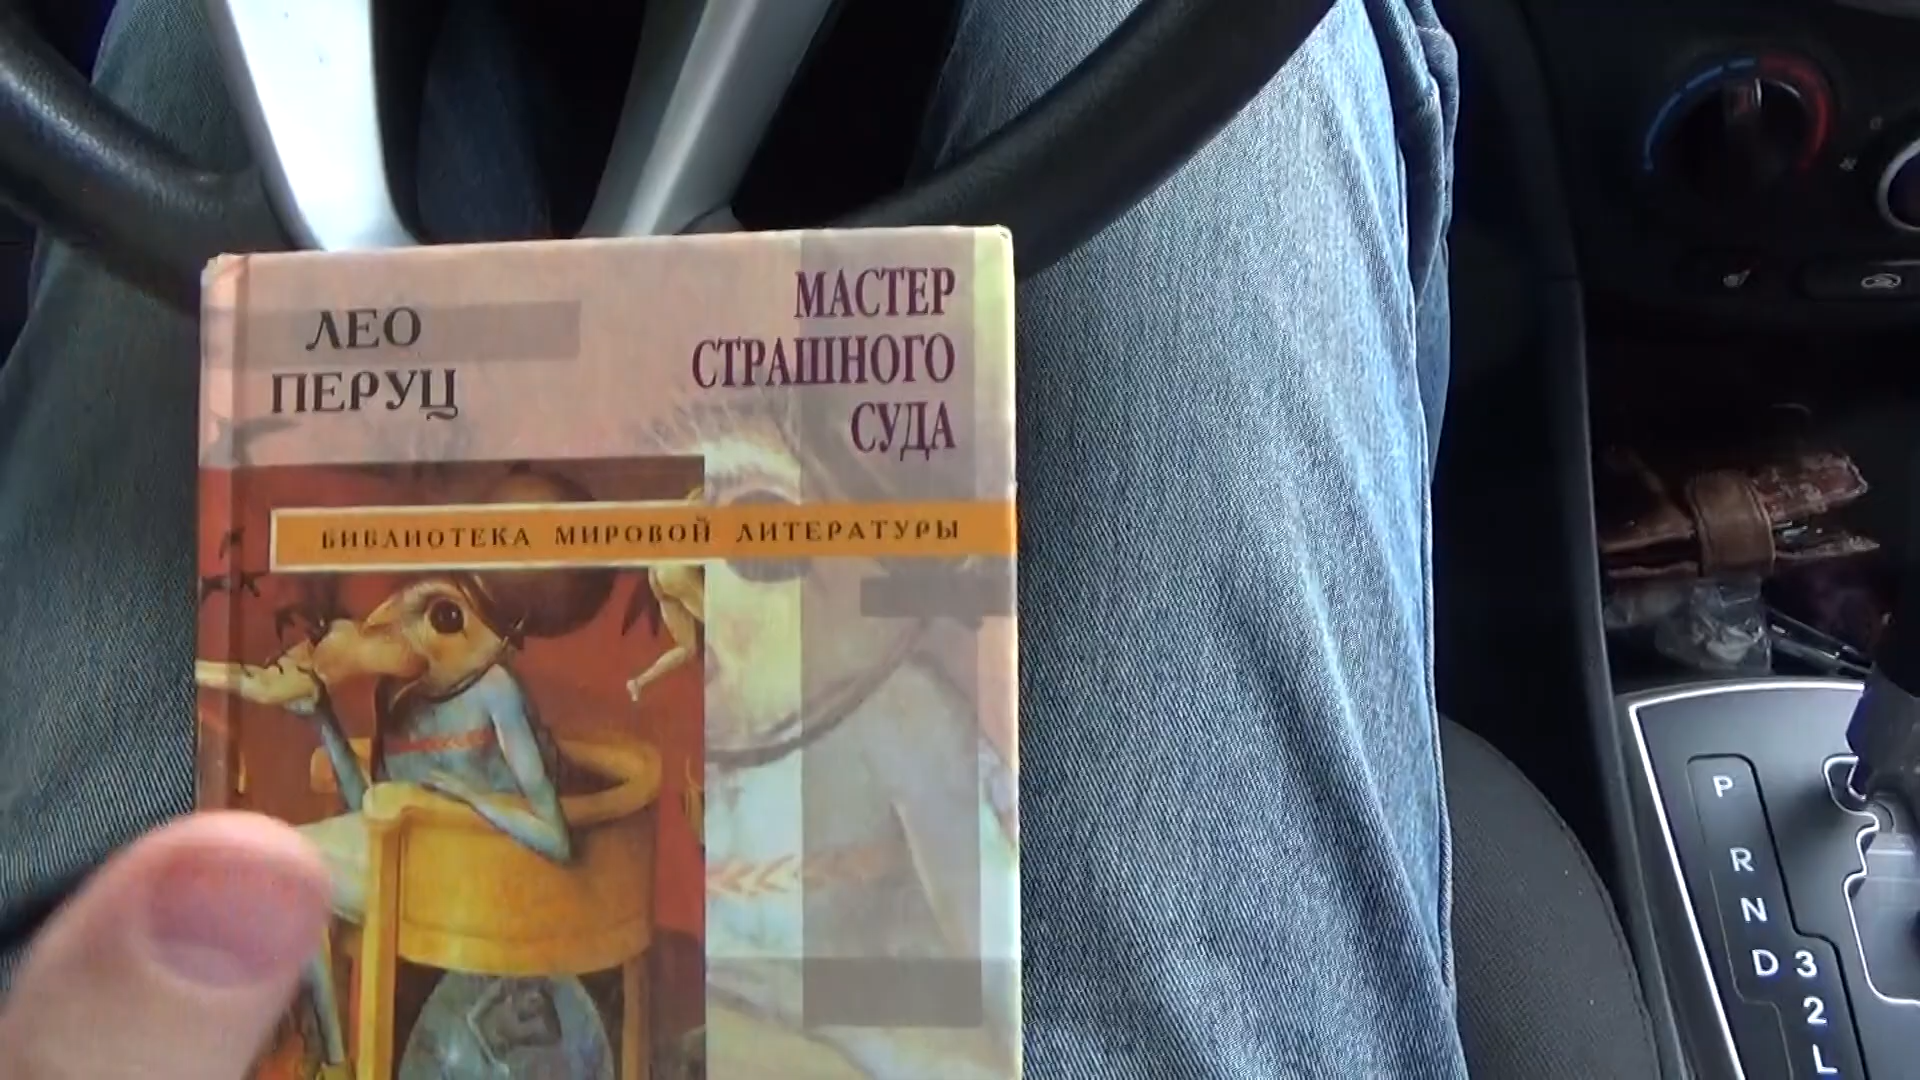 ЛЕО
ПЕРУЦ
МАСТЕР
СТРАШНОГО
СУДА
БИБЛИОТЕКА МИРОВОЙ ЛИТЕРАТУРЫ
P
R
N
D 3
2
L